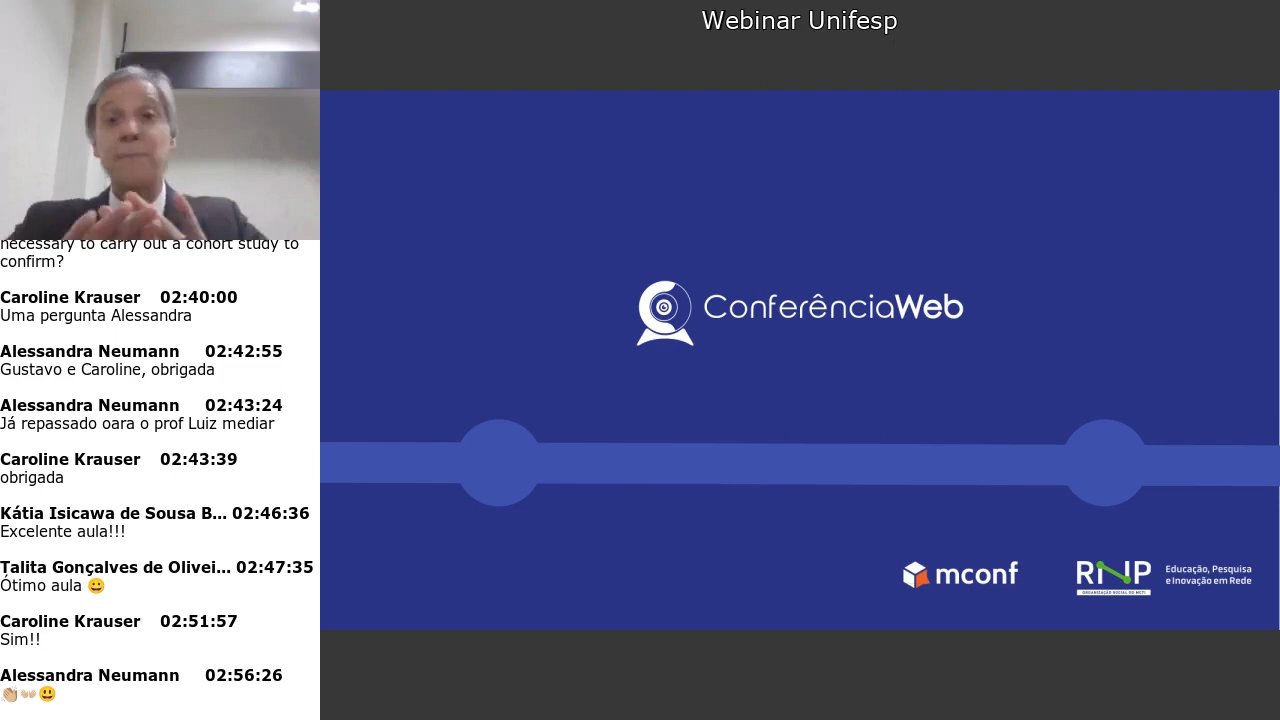 Webinar Unifesp
necessary to carry out a cohort study to
confirm?
Caroline Krauser 02:40:00
Uma pergunta Alessandra
Alessandra Neumann 02:42:55
Gustavo e Caroline, obrigada
Alessandra Neumann 02:43:24
Já repassado oara o prof Luiz mediar
Caroline Krauser 02:43:39
obrigada
Kátia Isicawa de Sousa B... 02:46:36
Excelente aula!!!
Talita Gonçalves de Olivei... 02:47:35
Ótimo aula 😀
Caroline Krauser 02:51:57
Sim!!
Alessandra Neumann 02:56:26
👏🏼👐🏼😃
ConferênciaWeb
mconf
RNP
ORGANIZAÇÃO SOCIAL DO MCTI
Educação, Pesquisa
e Inovação em Rede